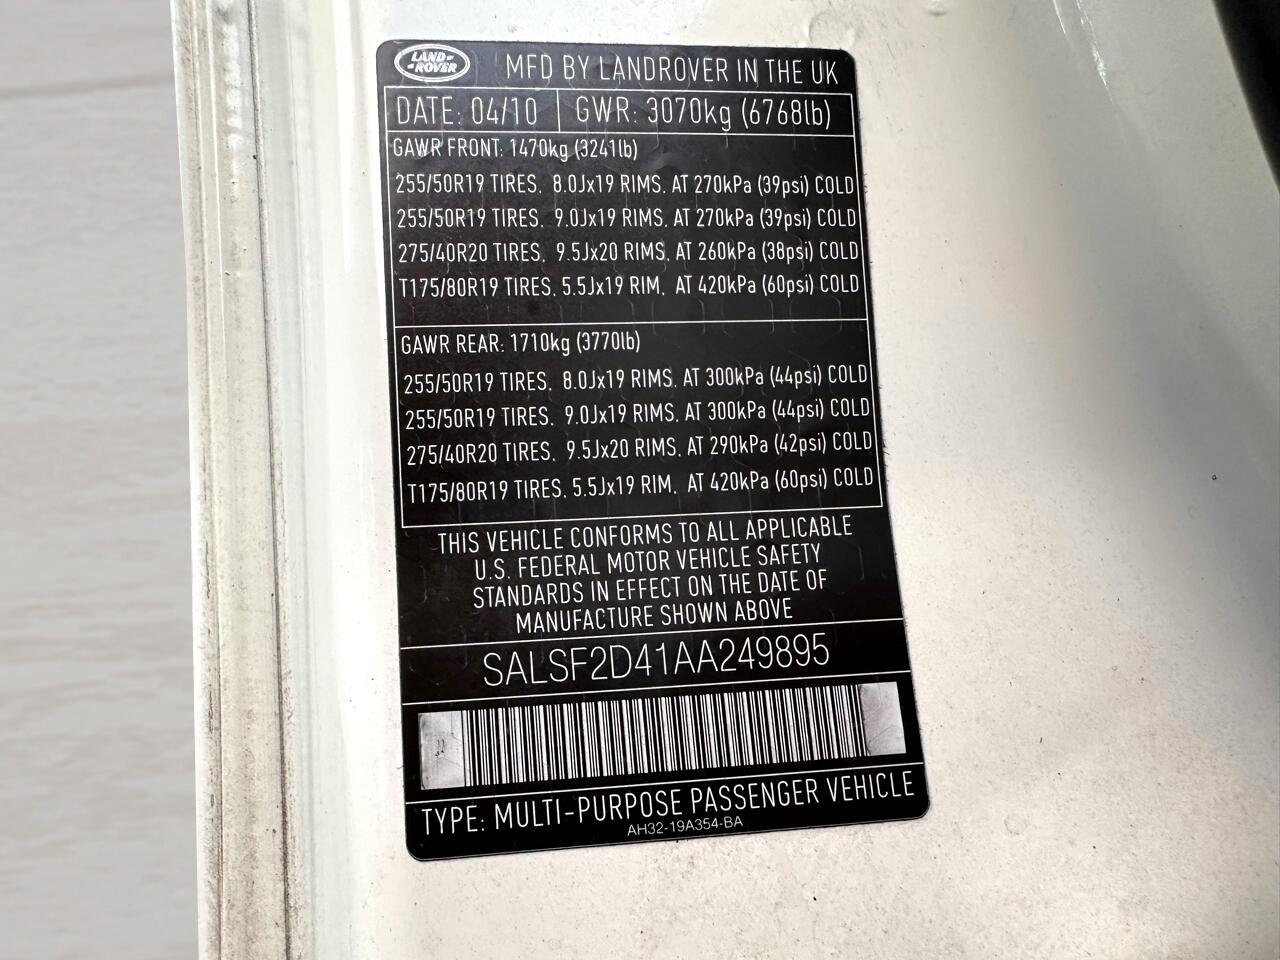 LAND-
-ROVER
MFD BY LANDROVER IN THE UK
DATE: 04/10 GWR: 3070kg (6768lb)
GAWR FRONT: 1470kg (3241lb)
255/50R19 TIRES, 8.0Jx19 RIMS, AT 270kPa (39psi) COLD
255/50R19 TIRES, 9.0Jx19 RIMS, AT 270kPa (39psi) COLD
275/40R20 TIRES, 9.5Jx20 RIMS, AT 260kPa (38psi) COLD
T175/80R19 TIRES, 5.5Jx19 RIM, AT 420kPa (60psi) COLD
GAWR REAR: 1710kg (3770lb)
255/50R19 TIRES, 8.0Jx19 RIMS, AT 300kPa (44psi) COLD
255/50R19 TIRES, 9.0Jx19 RIMS, AT 300kPa (44psi) COLD
275/40R20 TIRES, 9.5Jx20 RIMS, AT 290kPa (42psi) COLD
T175/80R19 TIRES, 5.5Jx19 RIM, AT 420kPa (60psi) COLD
THIS VEHICLE CONFORMS TO ALL APPLICABLE
U.S. FEDERAL MOTOR VEHICLE SAFETY
STANDARDS IN EFFECT ON THE DATE OF
MANUFACTURE SHOWN ABOVE
SALSF2D41AA249895
TYPE: MULTI-PURPOSE PASSENGER VEHICLE
AH32-19A354-BA